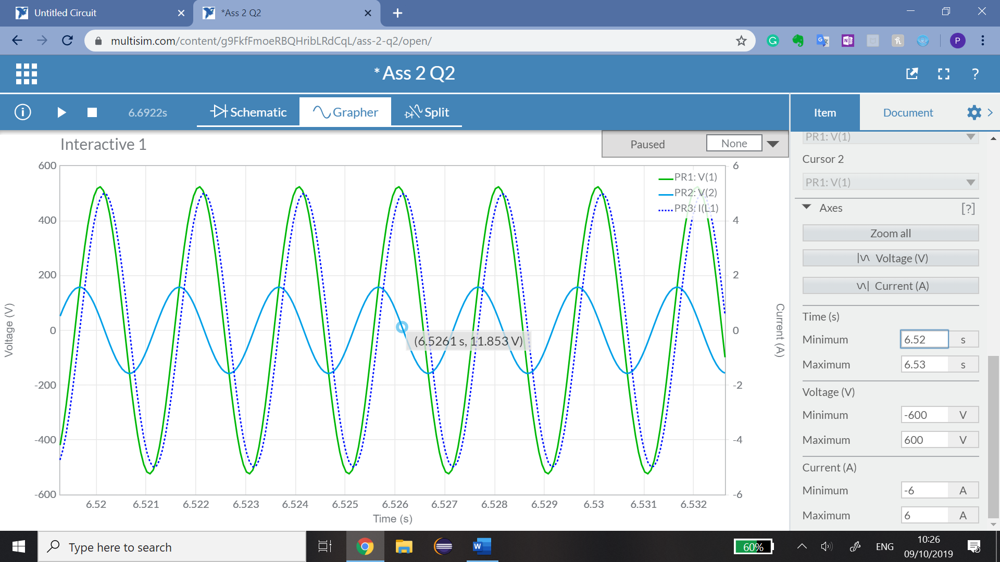 Untitled Circuit
*Ass 2 Q2
multisim.com/content/g9FkfFmoeRBQHribLRdCqL/ass-2-q2/open/
P
*Ass 2 Q2
?
6.6922s
Schematic
Grapher
Split
Item
Document
Interactive 1
Paused
None
PR1: V(1)
Cursor 2
PR1: V(1)
Axes
[?]
Zoom all
Voltage (V)
Current (A)
Time (s)
Minimum 6.52 s
Maximum 6.53 s
Voltage (V)
Minimum -600 V
Maximum 600 V
Current (A)
Minimum -6 A
Maximum 6 A
PR1: V(1)
PR2: V(2)
PR3: I(L1)
600
400
200
0
-200
-400
-600
Voltage (V)
6
4
2
0
-2
-4
-6
Current (A)
(6.5261 s, 11.853 V)
6.52 6.521 6.522 6.523 6.524 6.525 6.526 6.527 6.528 6.529 6.53 6.531 6.532
Time (s)
Type here to search
60%
ENG
10:26
09/10/2019